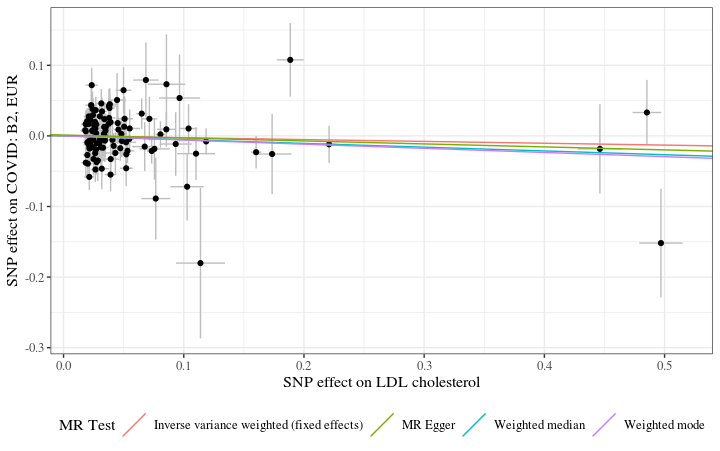 SNP effect on COVID: B2, EUR
0.1
0.0
-0.1
-0.2
-0.3
0.0 0.1 0.2 0.3 0.4 0.5
SNP effect on LDL cholesterol
MR Test Inverse variance weighted (fixed effects) MR Egger Weighted median Weighted mode